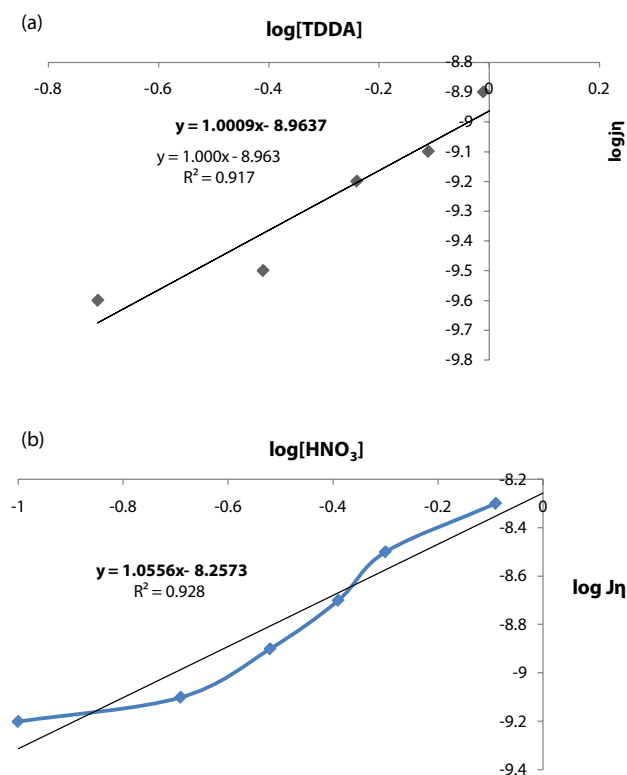 (a)
log[TDDA]
-0.8 -0.6 -0.4 -0.2 0 0.2
-8.8
-8.9
-9
-9.1
-9.2
-9.3
-9.4
-9.5
-9.6
-9.7
-9.8
logjη
y = 1.0009x- 8.9637
y = 1.000x - 8.963
R² = 0.917
(b)
log[HNO₃]
-1 -0.8 -0.6 -0.4 -0.2 0
-8.2
-8.4
-8.6
-8.8
-9
-9.2
-9.4
log Jη
y = 1.0556x- 8.2573
R² = 0.928